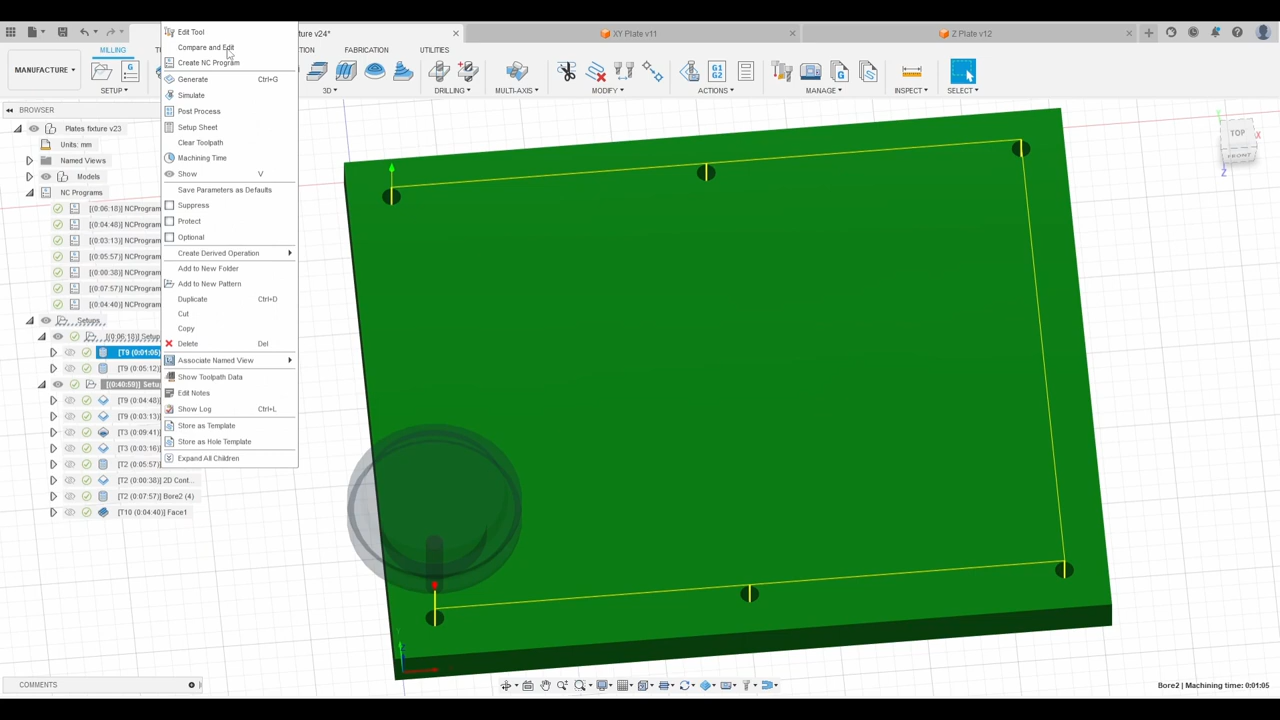 ture v24*
XY Plate v11
Z Plate v12
MILLING
FABRICATION
UTILITIES
MANUFACTURE
SETUP
3D
DRILLING
MULTI-AXIS
MODIFY
ACTIONS
MANAGE
INSPECT
SELECT
G1
G2
BROWSER
Plates fixture v23
Units: mm
Named Views
Models
NC Programs
[(0:06:18)] NCProgram
[(0:04:48)] NCProgram
[(0:03:13)] NCProgram
[(0:05:57)] NCProgram
[(0:00:38)] NCProgram
[(0:07:57)] NCProgram
[(0:04:40)] NCProgram
Setups
[(0:06:18)] Setup
[T9 (0:01:05)]
[T9 (0:05:12)]
[(0:40:59)] Setu
[T9 (0:04:48)]
[T9 (0:03:13)]
[T3 (0:09:41)]
[T3 (0:03:16)]
[T2 (0:05:57)]
[T2 (0:00:38)] 2D Cont...
[T2 (0:07:57)] Bore2 (4)
[T10 (0:04:40)] Face1
Edit Tool
Compare and Edit
Create NC Program
Generate Ctrl+G
Simulate
Post Process
Setup Sheet
Clear Toolpath
Machining Time
Show V
Save Parameters as Defaults
Suppress
Protect
Optional
Create Derived Operation
Add to New Folder
Add to New Pattern
Duplicate Ctrl+D
Cut
Copy
Delete Del
Associate Named View
Show Toolpath Data
Edit Notes
Show Log Ctrl+L
Store as Template
Store as Hole Template
Expand All Children
TOP
FRONT
X
Z
COMMENTS
Bore2 | Machining time: 0:01:05